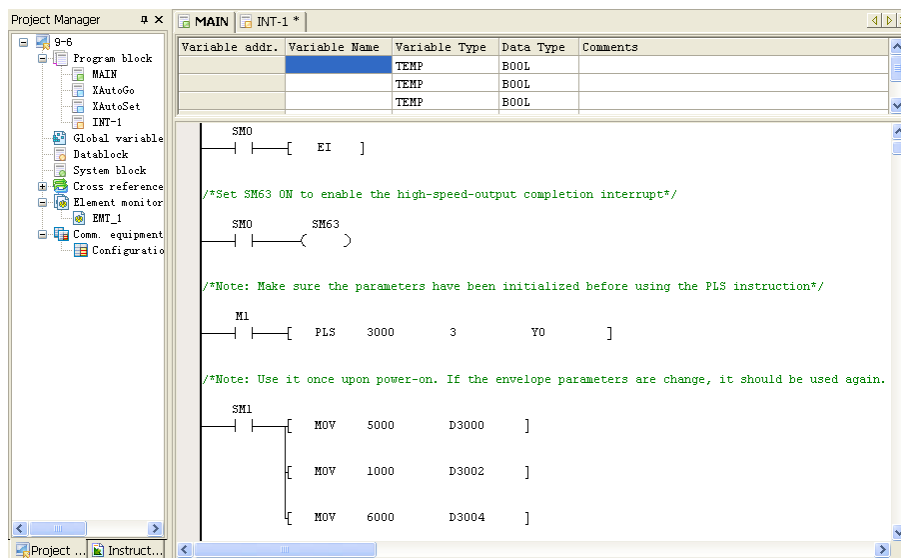 Project Manager
9-6
Program block
MAIN
XAutoGo
XAutoSet
INT-1
Global variable
Datablock
System block
Cross reference
Element monitor
EMT_1
Comm. equipment
Configuratio
Project ... Instruct...
MAIN INT-1 *
Variable addr. Variable Name Variable Type Data Type Comments
TEMP BOOL
TEMP BOOL
TEMP BOOL
SM0
[ EI ]
/*Set SM63 ON to enable the high-speed-output completion interrupt*/
SM0 SM63
( )
/*Note: Make sure the parameters have been initialized before using the PLS instruction*/
M1
[ PLS 3000 3 Y0 ]
/*Note: Use it once upon power-on. If the envelope parameters are change, it should be used again.
SM1
[ MOV 5000 D3000 ]
[ MOV 1000 D3002 ]
[ MOV 6000 D3004 ]